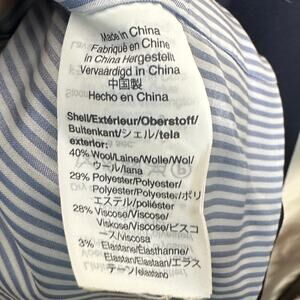 Made in China
Fabriqué en Chine
in China Hergestellt
Vervaardigd in China
中国製
Hecho en China
Shell/Extérieur/Oberstoff/
Buitenkant/シェル/tela
exterior:
40% Wool/Laine/Wolle/Wol/
ウール/lana
29% Polyester/Polyester/
Polyester/Polyester/ポリ
エステル/poliéster
28% Viscose/Viscose/
Viskose/Viscose/ビスコ
ース/viscosa
3% Elastane/Elasthanne/
Elastan/Elastaan/エラス
テーン/elastano